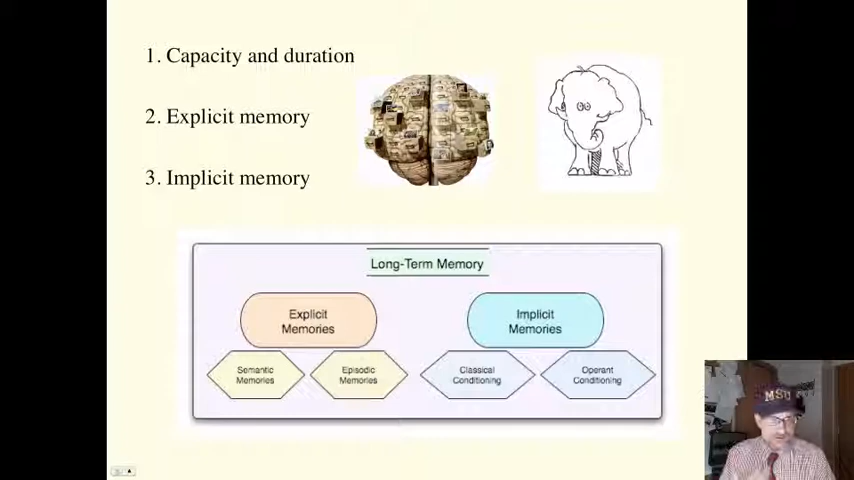 1. Capacity and duration
2. Explicit memory
3. Implicit memory
Long-Term Memory
Explicit
Memories
Implicit
Memories
Semantic
Memories
Episodic
Memories
Classical
Conditioning
Operant
Conditioning
MSU